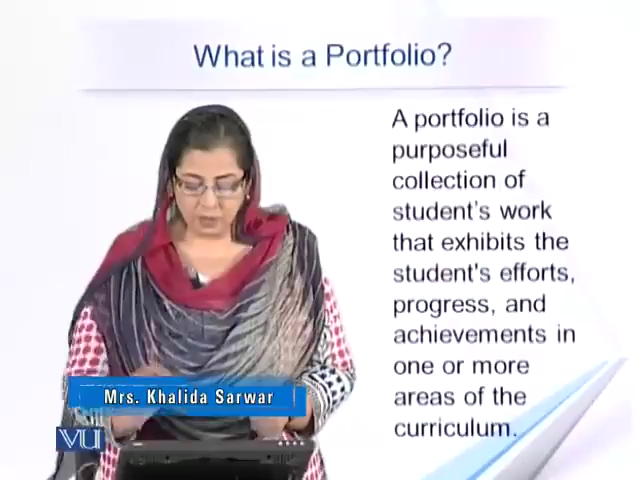 What is a Portfolio?
A portfolio is a
purposeful
collection of
student's work
that exhibits the
student's efforts,
progress, and
achievements in
one or more
areas of the
curriculum.
Mrs. Khalida Sarwar
VU